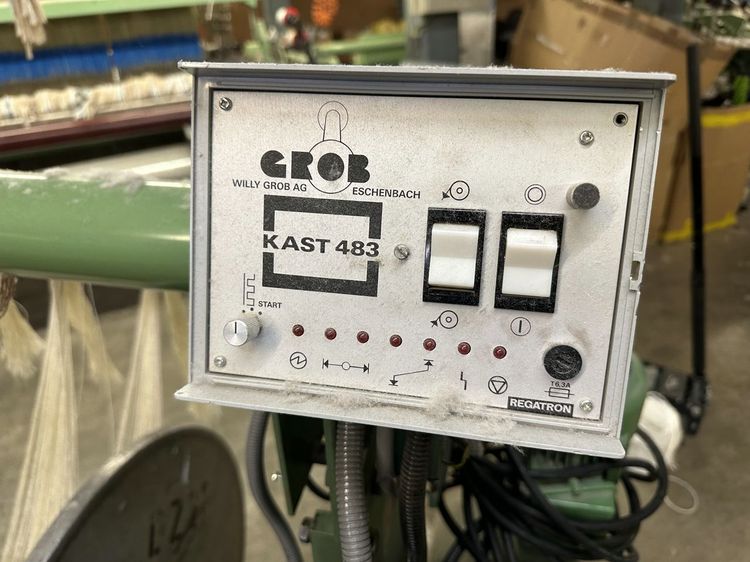 GROB
WILLY GROB AG ESCHENBACH
KAST 483
START
T6,3A
REGATRON